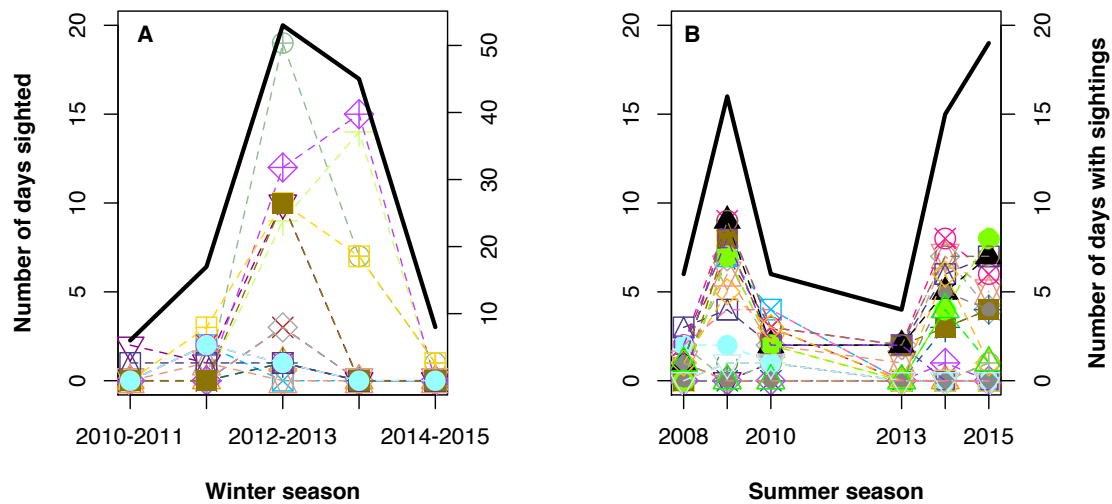 A
B
Number of days sighted
20
15
10
5
0
50
40
30
20
10
20
15
10
5
0
20
15
10
5
0
Number of days with sightings
2010-2011 2012-2013 2014-2015
2008 2010 2013 2015
Winter season
Summer season